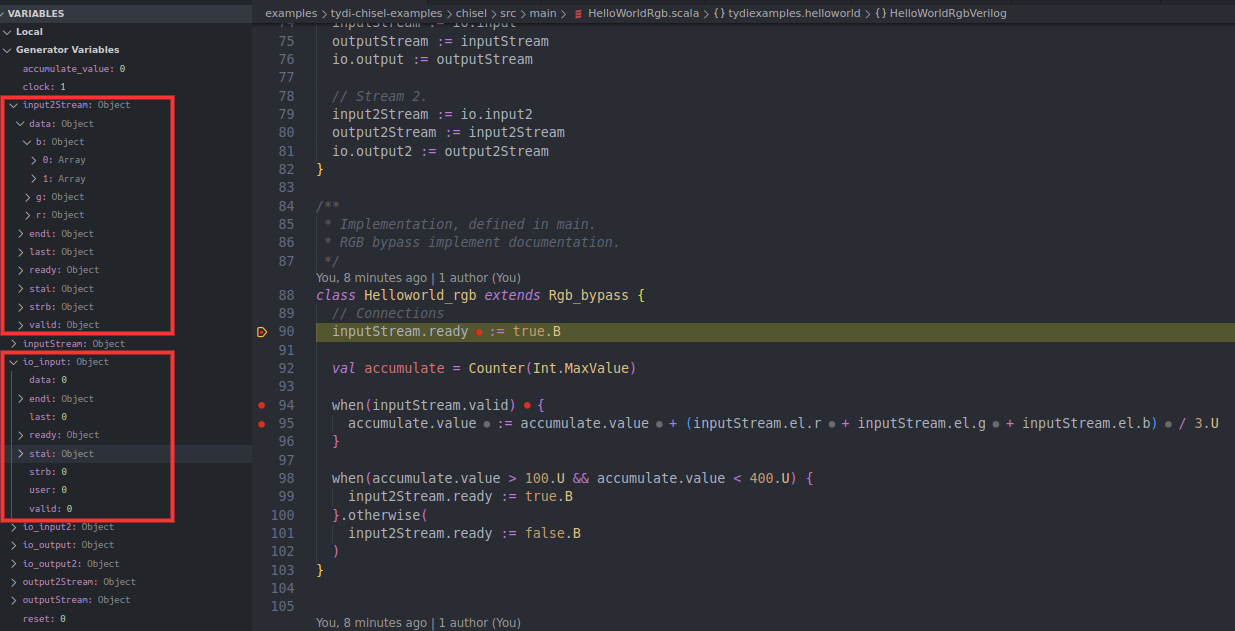 VARIABLES
Local
Generator Variables
accumulate_value: 0
clock: 1
input2Stream: Object
data: Object
b: Object
0: Array
1: Array
g: Object
r: Object
endi: Object
last: Object
ready: Object
stai: Object
strb: Object
valid: Object
inputStream: Object
io_input: Object
data: 0
endi: Object
last: 0
ready: Object
stai: Object
strb: 0
user: 0
valid: 0
io_input2: Object
io_output: Object
io_output2: Object
output2Stream: Object
outputStream: Object
reset: 0
examples > tydi-chisel-examples > chisel > src > main > HelloWorldRgb.scala > {} tydiexamples.helloworld > {} HelloWorldRgbVerilog
74 inputStream := io.input
75 outputStream := inputStream
76 io.output := outputStream
77
78 // Stream 2.
79 input2Stream := io.input2
80 output2Stream := input2Stream
81 io.output2 := output2Stream
82 }
83
84 /**
85 * Implementation, defined in main.
86 * RGB bypass implement documentation.
87 */
You, 8 minutes ago | 1 author (You)
88 class Helloworld_rgb extends Rgb_bypass {
89 // Connections
90 inputStream.ready := true.B
91
92 val accumulate = Counter(Int.MaxValue)
93
94 when(inputStream.valid) {
95 accumulate.value := accumulate.value + (inputStream.el.r + inputStream.el.g + inputStream.el.b) / 3.U
96 }
97
98 when(accumulate.value > 100.U && accumulate.value < 400.U) {
99 input2Stream.ready := true.B
100 }.otherwise(
101 input2Stream.ready := false.B
102 )
103 }
104
105
You, 8 minutes ago | 1 author (You)